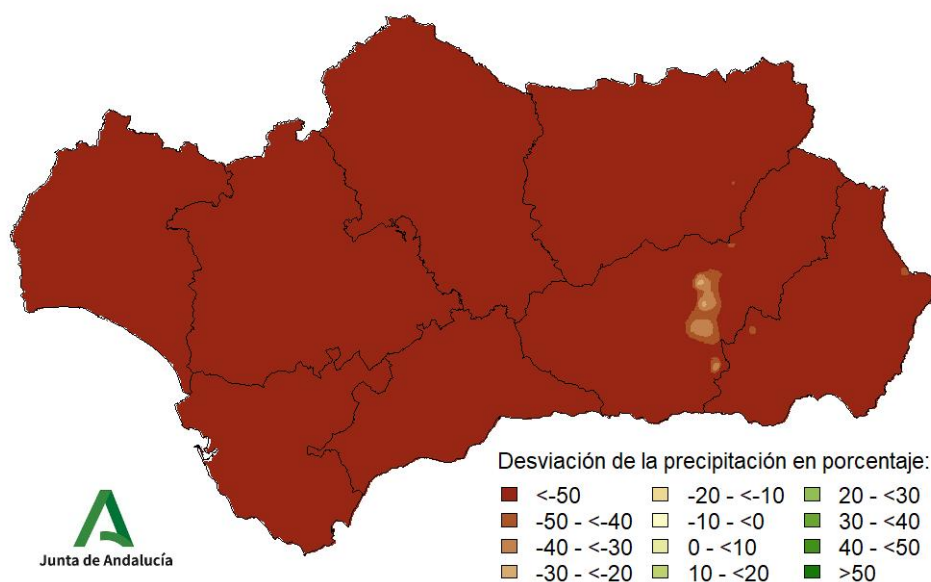 Desviación de la precipitación en porcentaje:
<-50
-50 - <-40
-40 - <-30
-30 - <-20
-20 - <-10
-10 - <0
0 - <10
10 - <20
20 - <30
30 - <40
40 - <50
>50
Junta de Andalucía